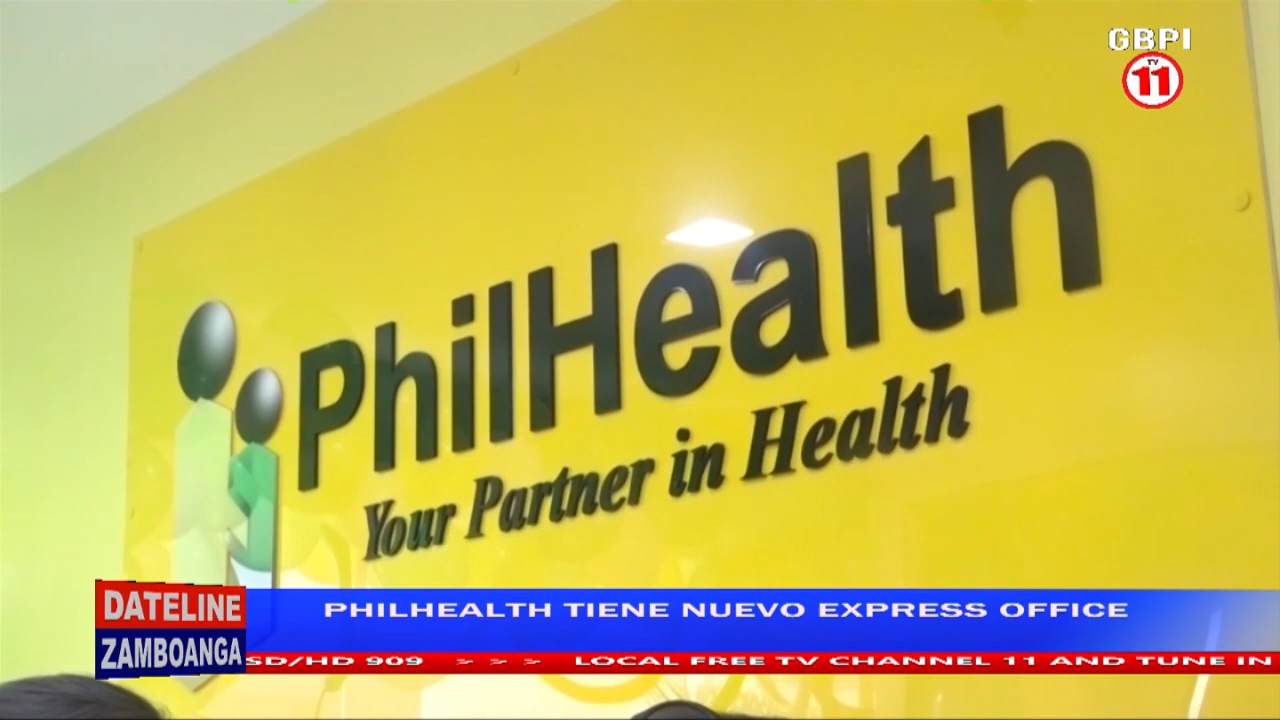 GBPI
TV
11
PhilHealth
Your Partner in Health
DATELINE
ZAMBOANGA
PHILHEALTH TIENE NUEVO EXPRESS OFFICE
SD/HD 909 > > > LOCAL FREE TV CHANNEL 11 AND TUNE IN